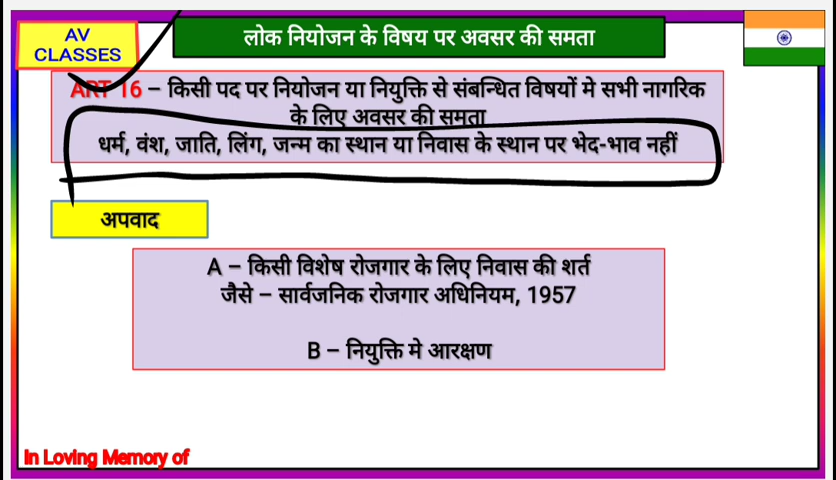 AV
CLASSES
लोक नियोजन के विषय पर अवसर की समता
ART 16 – किसी पद पर नियोजन या नियुक्ति से संबन्धित विषयों मे सभी नागरिक
के लिए अवसर की समता
धर्म, वंश, जाति, लिंग, जन्म का स्थान या निवास के स्थान पर भेद-भाव नहीं
अपवाद
A – किसी विशेष रोजगार के लिए निवास की शर्त
जैसे – सार्वजनिक रोजगार अधिनियम, 1957
B – नियुक्ति मे आरक्षण
In Loving Memory of